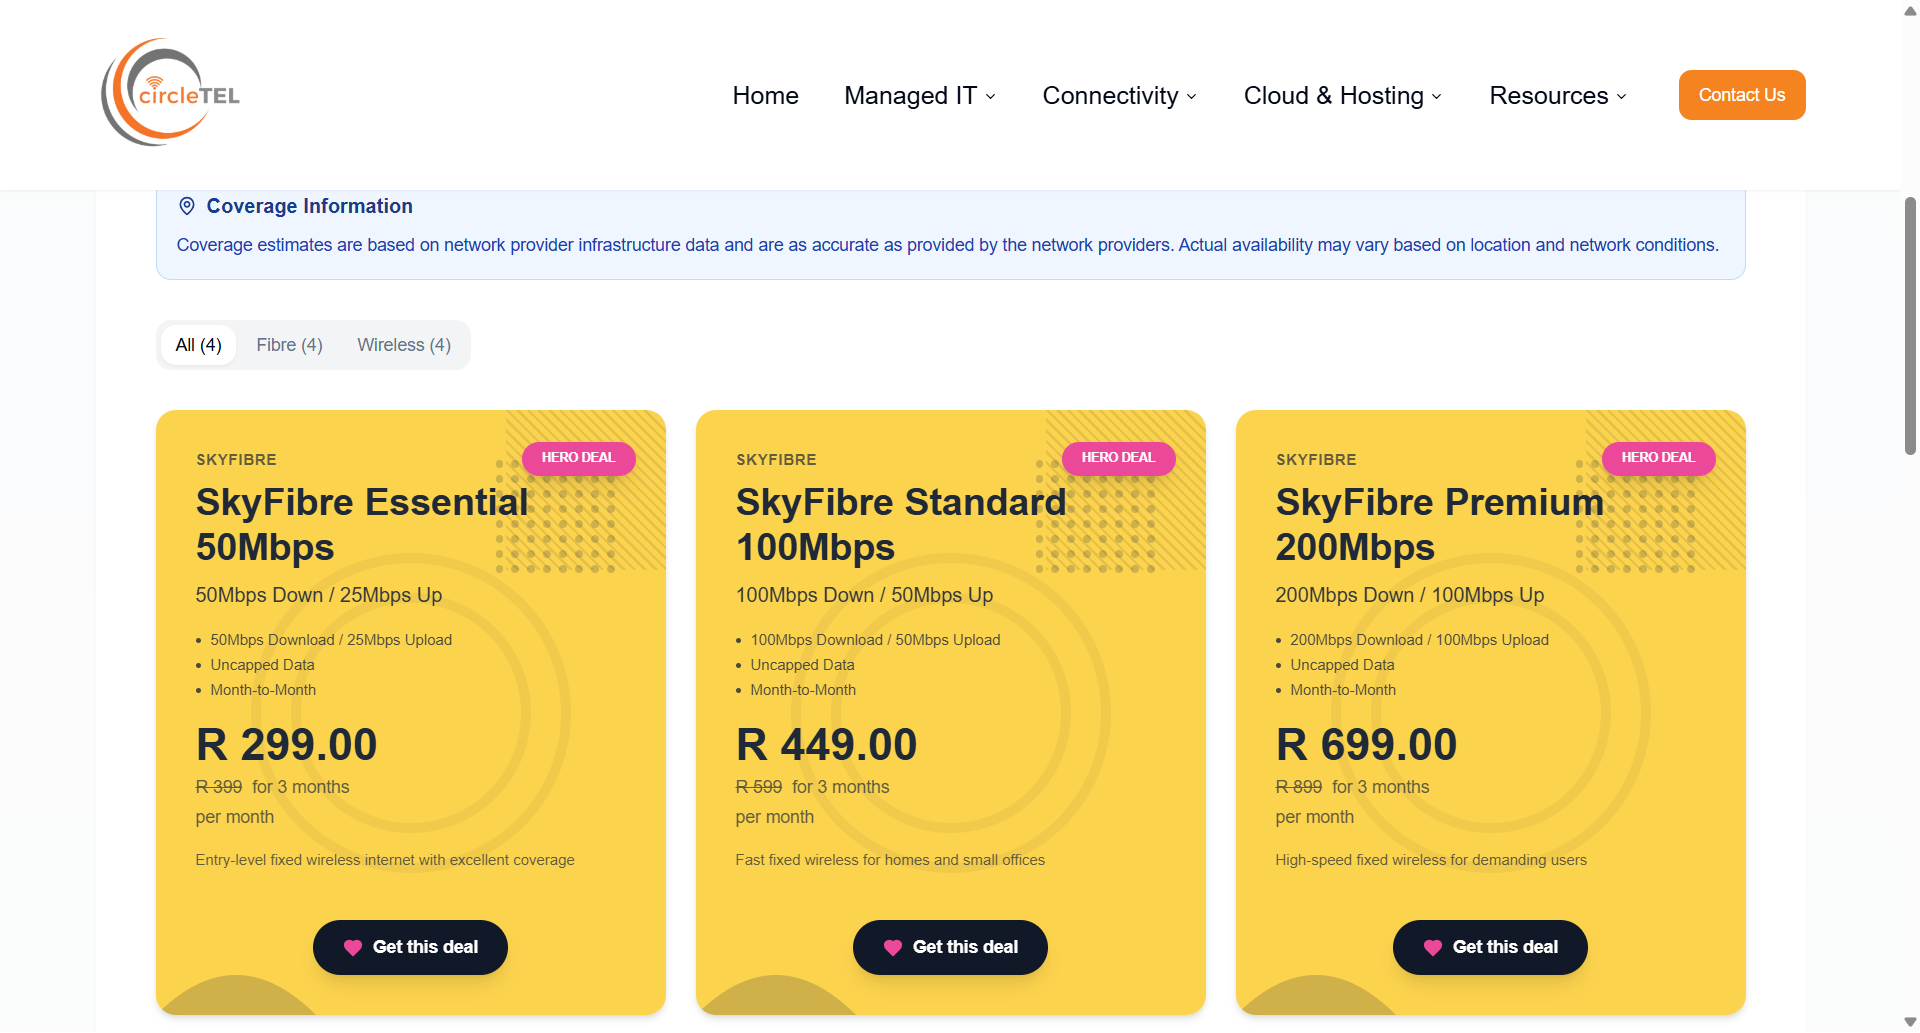 circleTEL
Home
Managed IT
Connectivity
Cloud & Hosting
Resources
Contact Us
Coverage Information
Coverage estimates are based on network provider infrastructure data and are as accurate as provided by the network providers. Actual availability may vary based on location and network conditions.
All (4)
Fibre (4)
Wireless (4)
SKYFIBRE
HERO DEAL
SkyFibre Essential
50Mbps
50Mbps Down / 25Mbps Up
• 50Mbps Download / 25Mbps Upload
• Uncapped Data
• Month-to-Month
R 299.00
R 399 for 3 months
per month
Entry-level fixed wireless internet with excellent coverage
Get this deal
SKYFIBRE
HERO DEAL
SkyFibre Standard
100Mbps
100Mbps Down / 50Mbps Up
• 100Mbps Download / 50Mbps Upload
• Uncapped Data
• Month-to-Month
R 449.00
R 599 for 3 months
per month
Fast fixed wireless for homes and small offices
Get this deal
SKYFIBRE
HERO DEAL
SkyFibre Premium
200Mbps
200Mbps Down / 100Mbps Up
• 200Mbps Download / 100Mbps Upload
• Uncapped Data
• Month-to-Month
R 699.00
R 899 for 3 months
per month
High-speed fixed wireless for demanding users
Get this deal